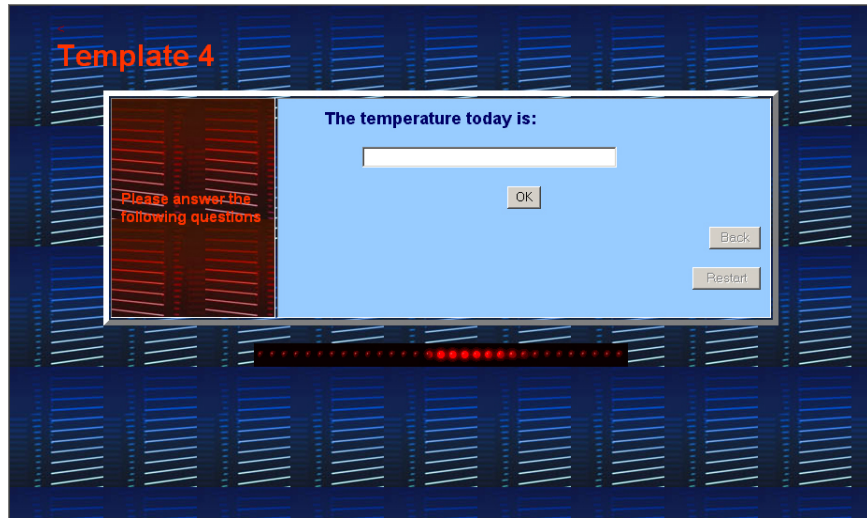 Template 4
The temperature today is:
Please answer the
following questions
OK
Back
Restart